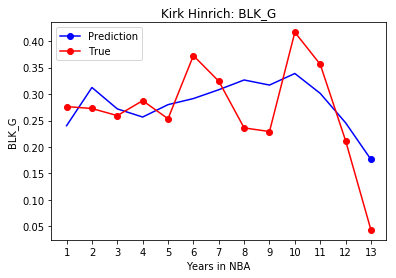 Kirk Hinrich: BLK_G
Prediction
True
0.40
0.35
0.30
0.25
0.20
0.15
0.10
0.05
BLK_G
1 2 3 4 5 6 7 8 9 10 11 12 13
Years in NBA